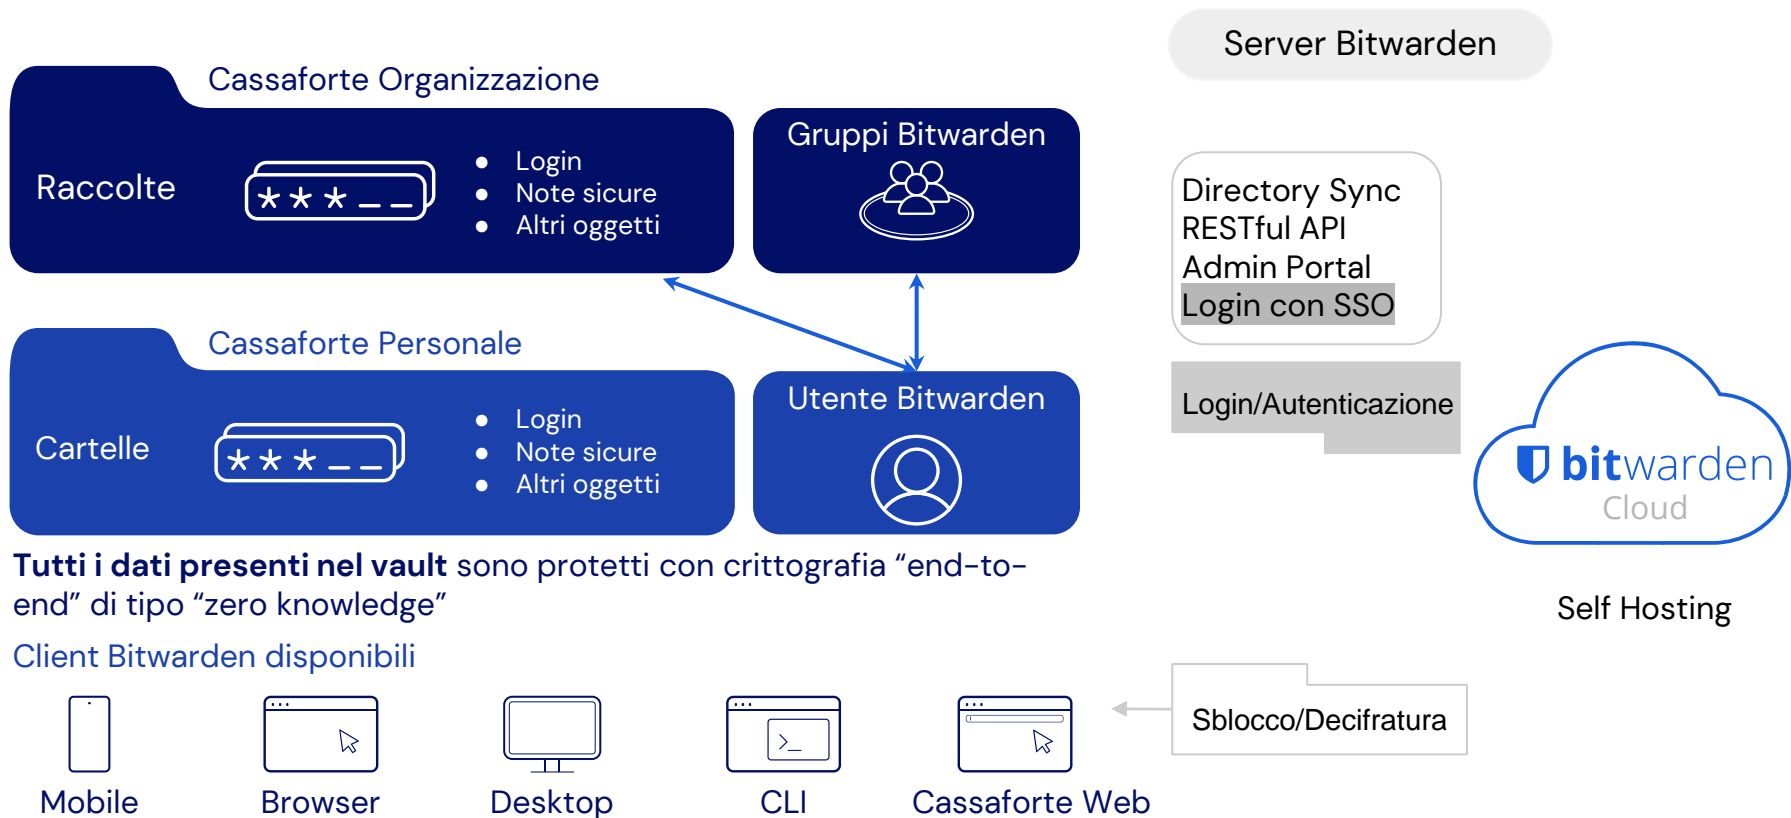 Server Bitwarden
Cassaforte Organizzazione
Raccolte
***__
● Login
● Note sicure
● Altri oggetti
Gruppi Bitwarden
Directory Sync
RESTful API
Admin Portal
Login con SSO
Cassaforte Personale
Cartelle
***__
● Login
● Note sicure
● Altri oggetti
Utente Bitwarden
Login/Autenticazione
bitwarden
Cloud
Self Hosting
Tutti i dati presenti nel vault sono protetti con crittografia “end-to-
end” di tipo “zero knowledge”
Client Bitwarden disponibili
>_
Sblocco/Decifratura
Mobile
Browser
Desktop
CLI
Cassaforte Web